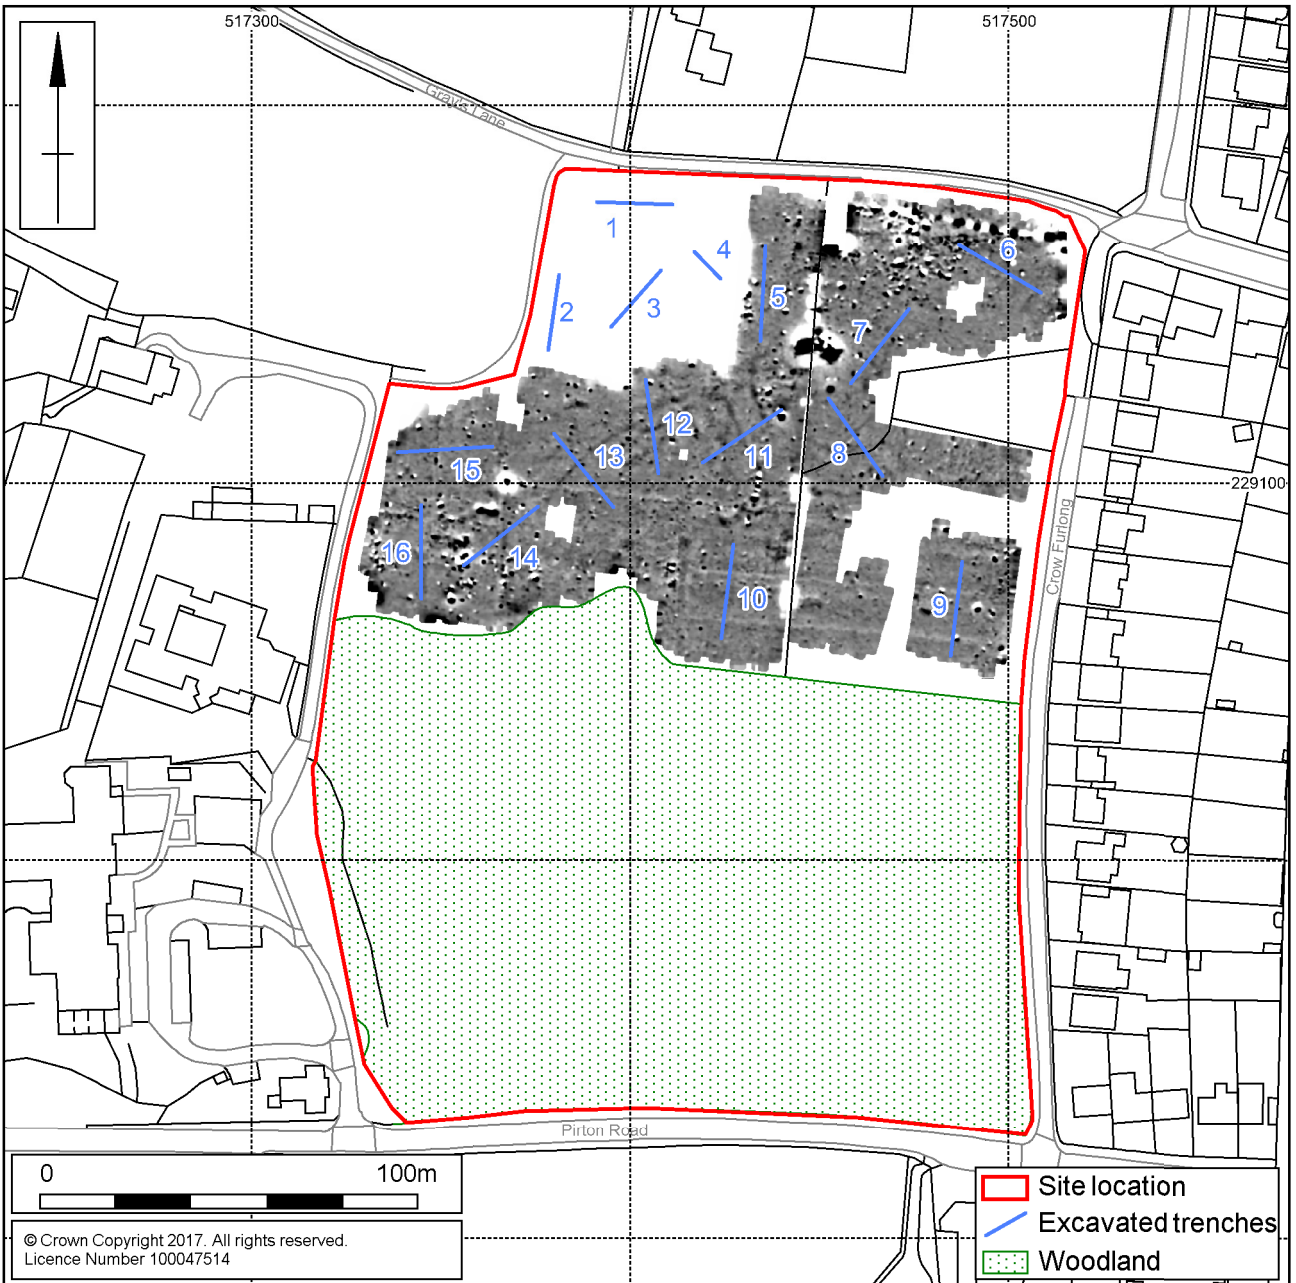 517300
517500
Gray's Lane
1
4
6
2
3
5
7
12
13
11
8
15
229100
16
14
10
9
Crow Furlong
Pirton Road
0 100m
© Crown Copyright 2017. All rights reserved.
Licence Number 100047514
Site location
Excavated trenches
Woodland